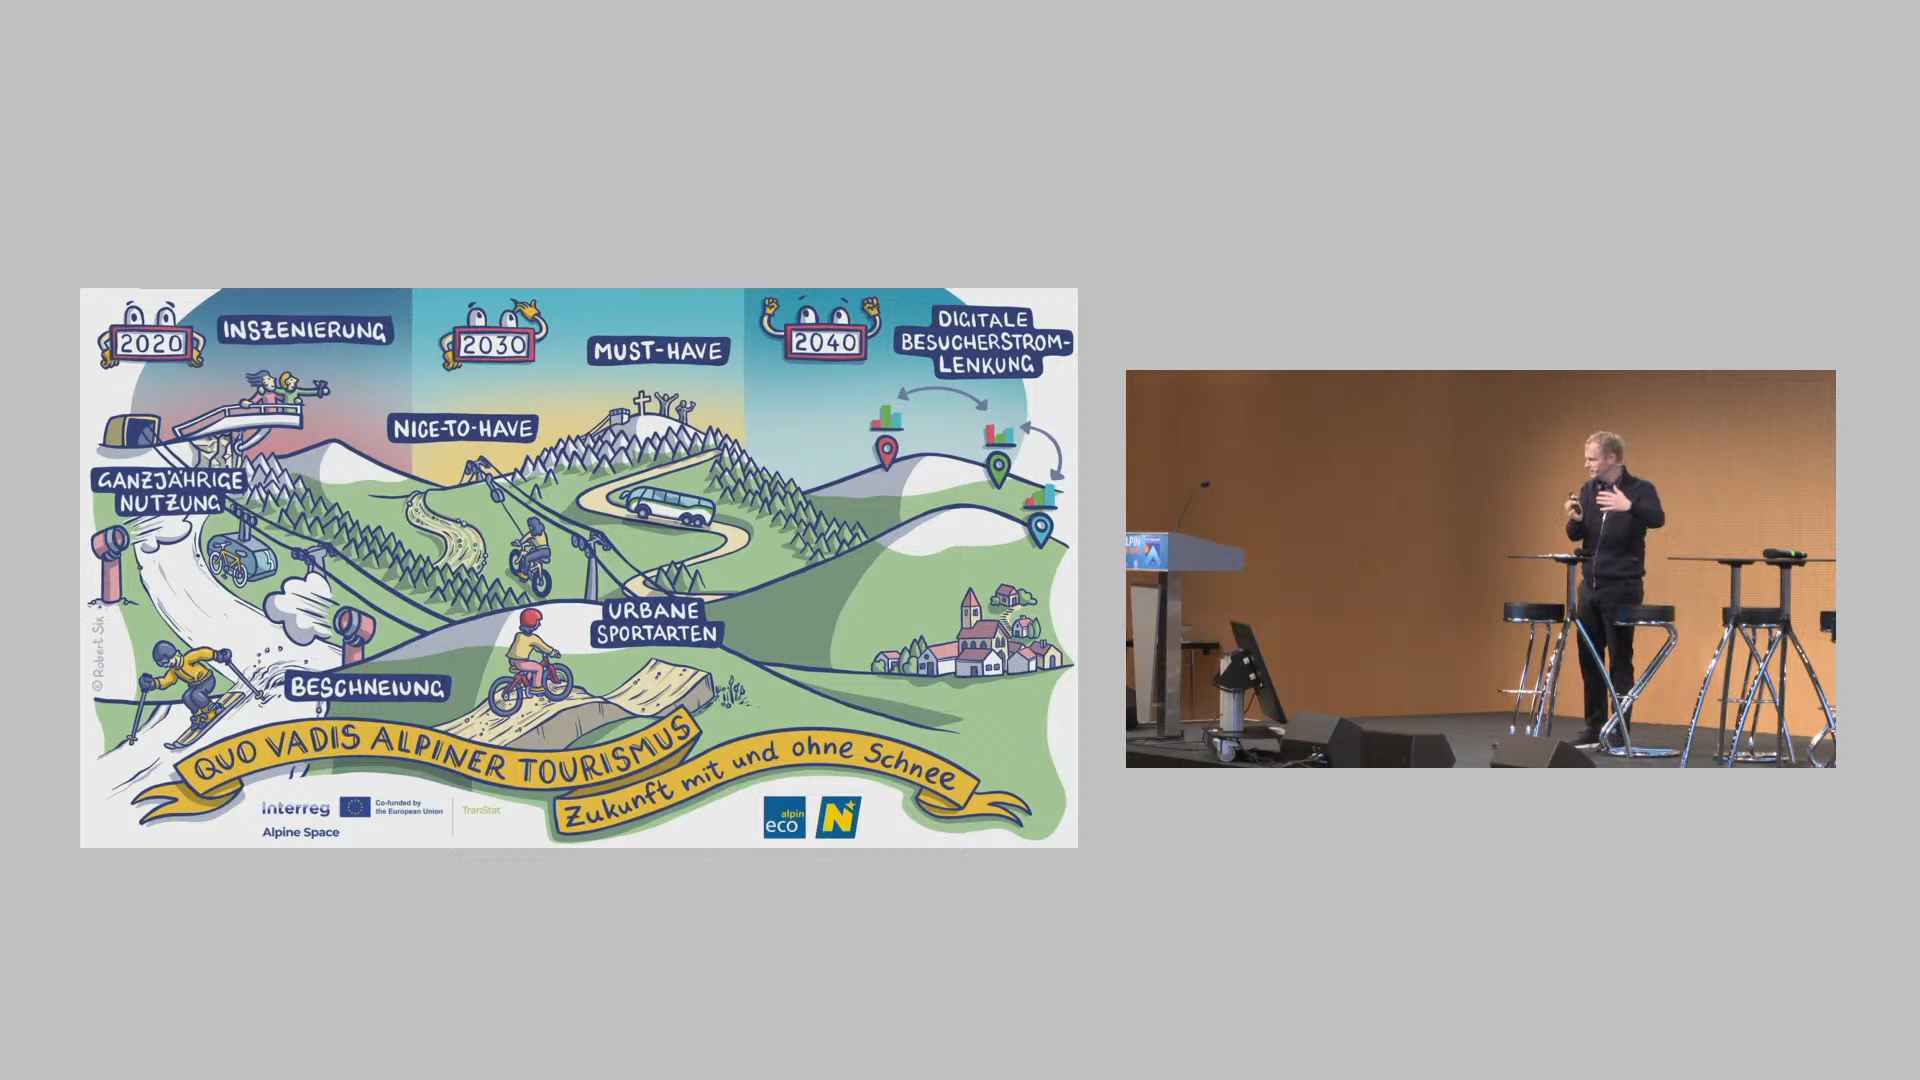 2020
INSZENIERUNG
2030
MUST-HAVE
2040
DIGITALE
BESUCHERSTROM-
LENKUNG
NICE-TO-HAVE
GANZJÄHRIGE
NUTZUNG
URBANE
SPORTARTEN
BESCHNEIUNG
© Robert Six
QUO VADIS ALPINER TOURISMUS
Zukunft mit und ohne Schnee
Interreg
Co-funded by
the European Union
TranStat
Alpine Space
alpin
eco
N